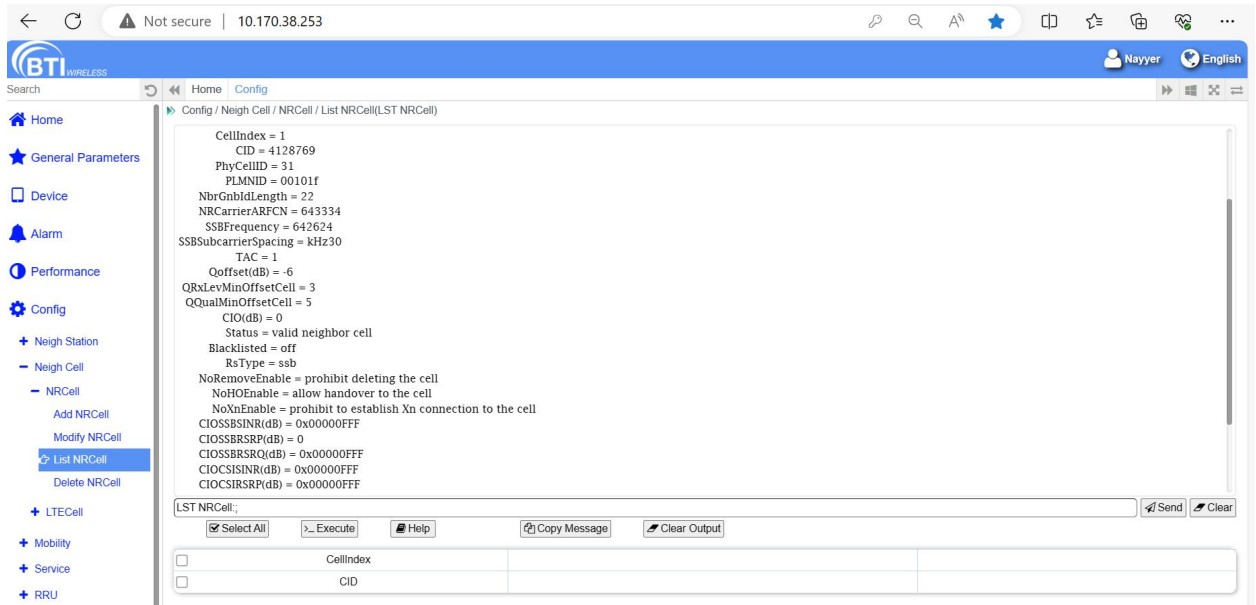 Not secure | 10.170.38.253
BTI WIRELESS
Nayyer English
Search
Home Config
Config / Neigh Cell / NRCell / List NRCell(LST NRCell)
Home
General Parameters
Device
Alarm
Performance
Config
Neigh Station
Neigh Cell
NRCell
Add NRCell
Modify NRCell
List NRCell
Delete NRCell
LTECell
Mobility
Service
RRU
CellIndex = 1
CID = 4128769
PhyCellID = 31
PLMNID = 00101f
NbrGnbIdLength = 22
NRCarrierARFCN = 643334
SSBFrequency = 642624
SSBSubcarrierSpacing = kHz30
TAC = 1
Qoffset(dB) = -6
QRxLevMinOffsetCell = 3
QQualMinOffsetCell = 5
CIO(dB) = 0
Status = valid neighbor cell
Blacklisted = off
RsType = ssb
NoRemoveEnable = prohibit deleting the cell
NoHOEnable = allow handover to the cell
NoXnEnable = prohibit to establish Xn connection to the cell
CIOSSBSINR(dB) = 0x00000FFF
CIOSSBRSRP(dB) = 0
CIOSSBRSRQ(dB) = 0x00000FFF
CIOCSISINR(dB) = 0x00000FFF
CIOCSIRSRP(dB) = 0x00000FFF
LST NRCell:;
Send Clear
Select All >_ Execute Help Copy Message Clear Output
CellIndex
CID